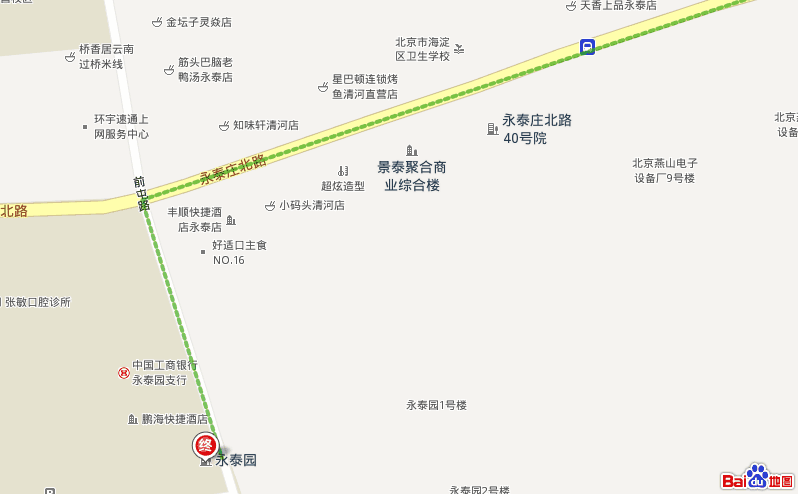 天香上品永泰店
金坛子灵焱店
北京市海淀
区卫生学校
桥香居云南
过桥米线
筋头巴脑老
鸭汤永泰店
星巴顿连锁烤
鱼清河直营店
环宇速通上
网服务中心
知味轩清河店
永泰庄北路
40号院
北京
设备
永泰庄北路
景泰聚合商
业综合楼
北京燕山电子
设备厂9号楼
超炫造型
前屯路
北路
丰顺快捷酒
店永泰店
小码头清河店
好适口主食
NO.16
张敏口腔诊所
中国工商银行
永泰园支行
永泰园1号楼
鹏海快捷酒店
终
永泰园
永泰园2号楼
Bai du 地图